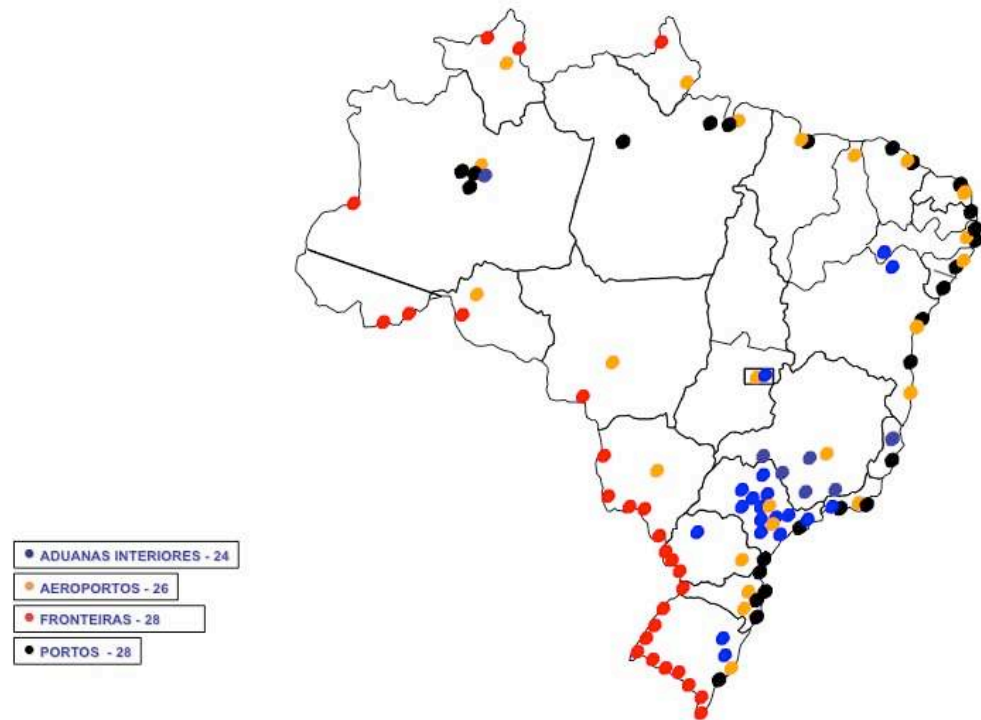 ADUANAS INTERIORES - 24
AEROPORTOS - 26
FRONTEIRAS - 28
PORTOS - 28